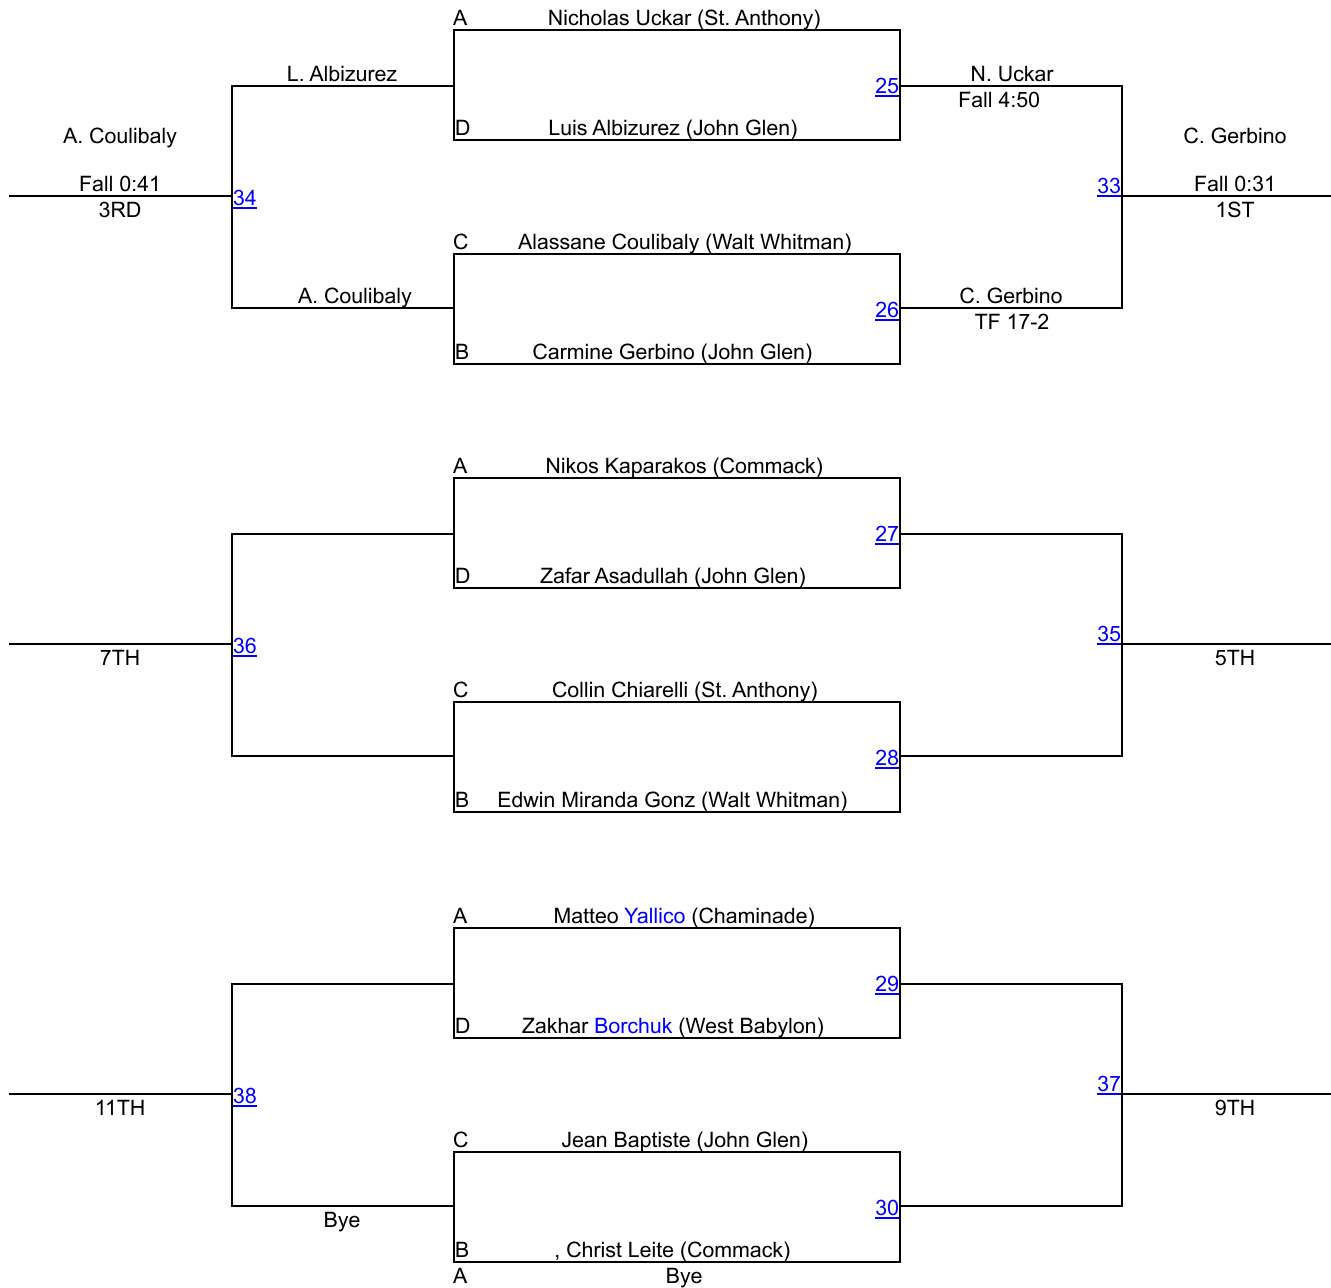 A Nicholas Uckar (St. Anthony)
L. Albizurez
25
N. Uckar
Fall 4:50
D Luis Albizurez (John Glen)
A. Coulibaly
C. Gerbino
Fall 0:41
34
3RD
33
Fall 0:31
1ST
C Alassane Coulibaly (Walt Whitman)
A. Coulibaly
26
C. Gerbino
TF 17-2
B Carmine Gerbino (John Glen)
A Nikos Kaparakos (Commack)
27
D Zafar Asadullah (John Glen)
36
7TH
35
5TH
C Collin Chiarelli (St. Anthony)
28
B Edwin Miranda Gonz (Walt Whitman)
A Matteo Yallico (Chaminade)
29
D Zakhar Borchuk (West Babylon)
38
11TH
37
9TH
C Jean Baptiste (John Glen)
30
Bye
B , Christ Leite (Commack)
A Bye